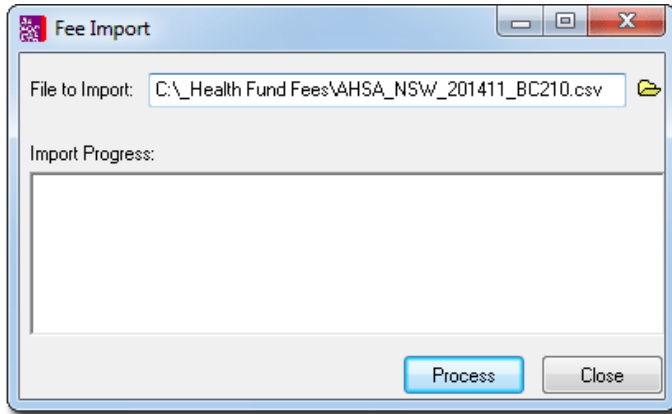 Fee Import
File to Import: C:\_Health Fund Fees\AHSA_NSW_201411_BC210.csv
Import Progress:
Process Close